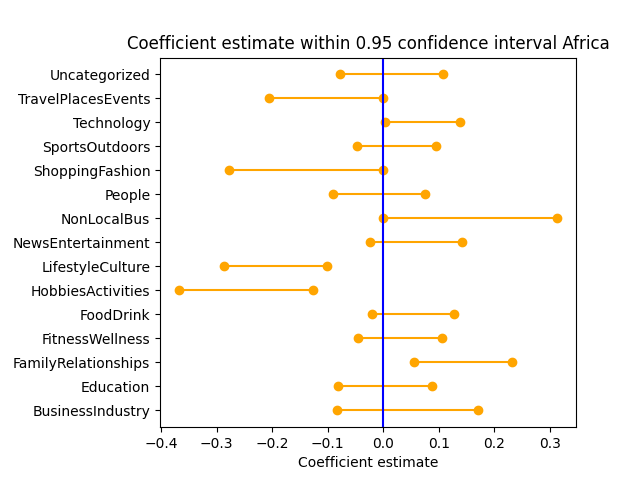 Coefficient estimate within 0.95 confidence interval Africa
Uncategorized
TravelPlacesEvents
Technology
SportsOutdoors
ShoppingFashion
People
NonLocalBus
NewsEntertainment
LifestyleCulture
HobbiesActivities
FoodDrink
FitnessWellness
FamilyRelationships
Education
BusinessIndustry
−0.4 −0.3 −0.2 −0.1 0.0 0.1 0.2 0.3
Coefficient estimate